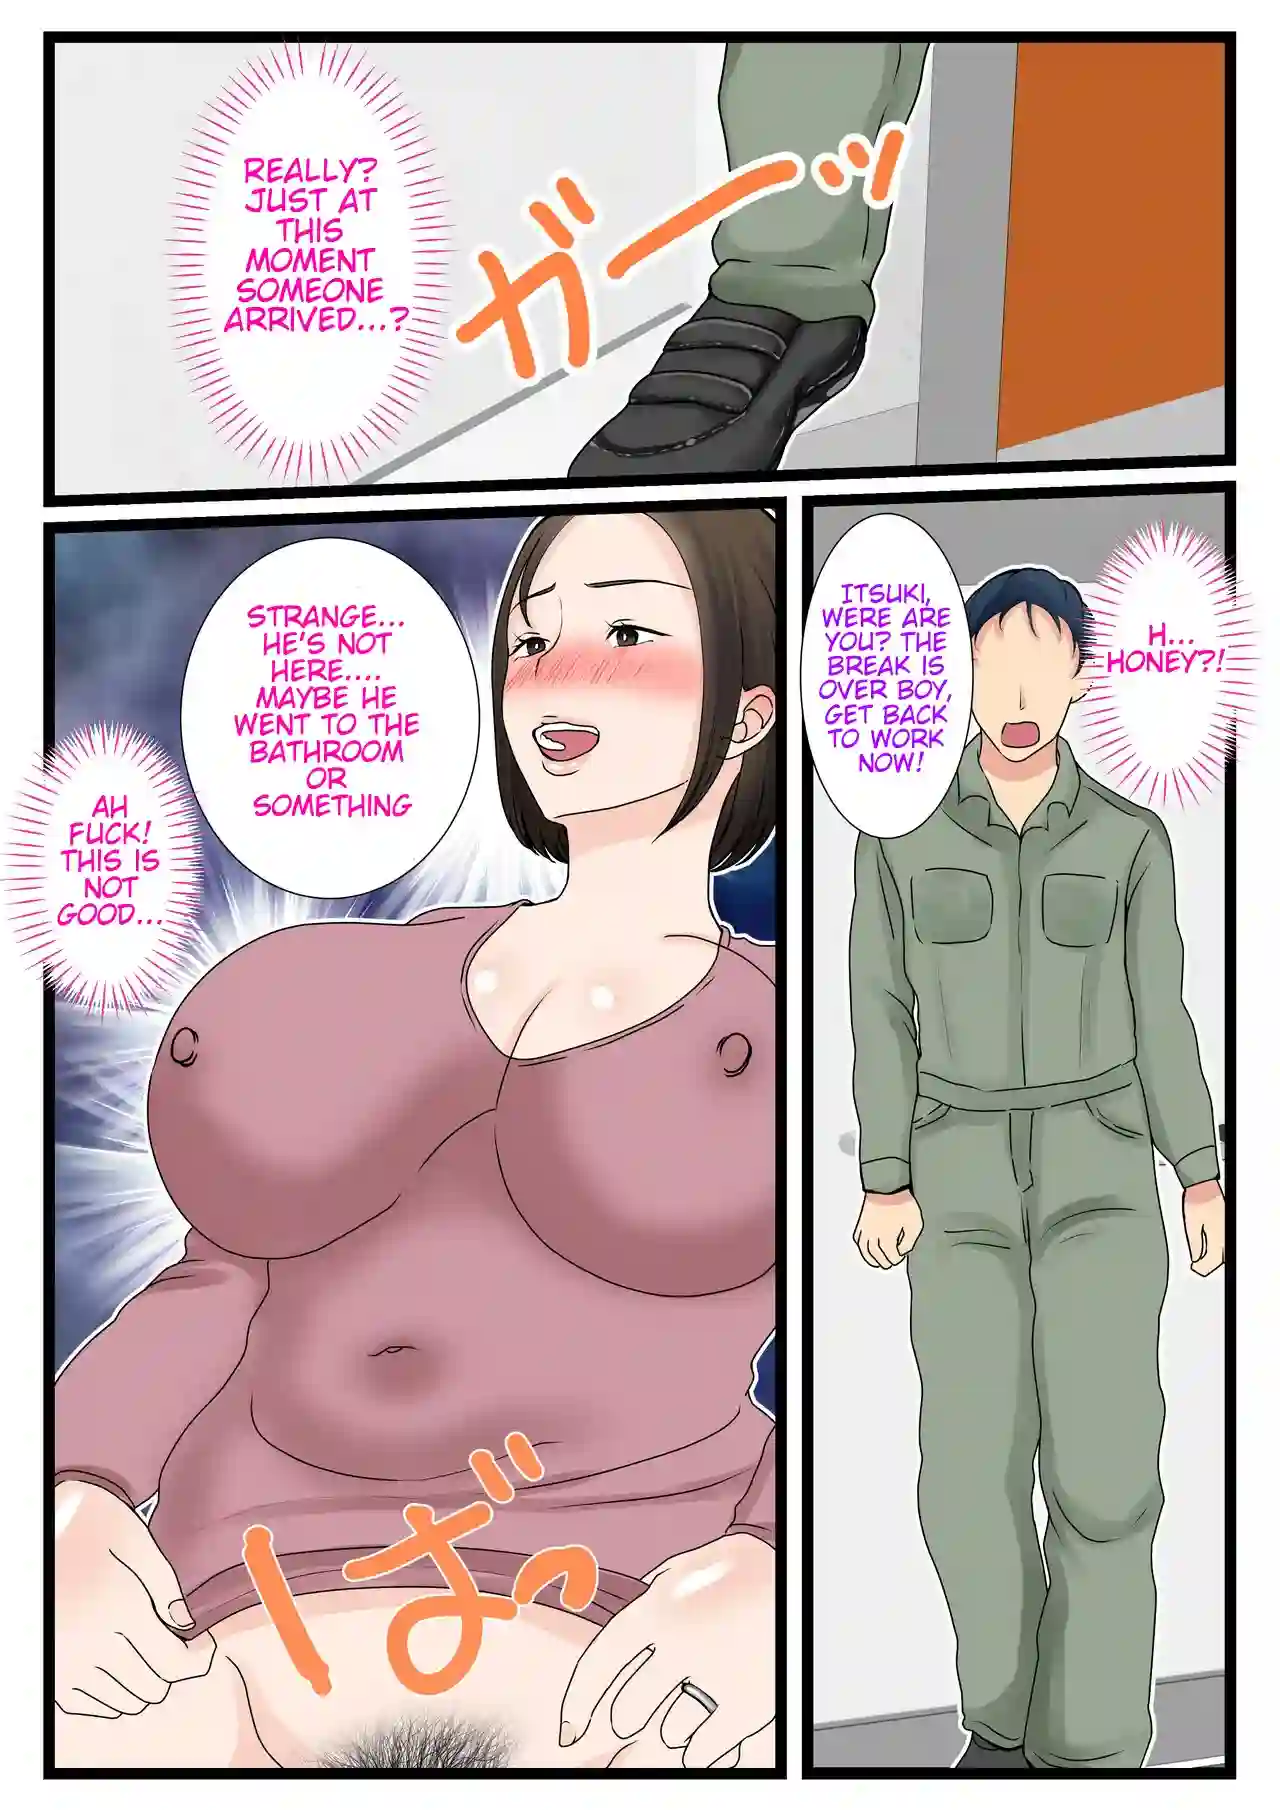 REALLY?
JUST AT
THIS
MOMENT
SOMEONE
ARRIVED...?
ガーッ
ITSUKI,
WERE ARE
YOU? THE
BREAK IS
OVER BOY,
GET BACK
TO WORK
NOW!
H...
HONEY?!
STRANGE...
HE'S NOT
HERE....
MAYBE HE
WENT TO THE
BATHROOM
OR
SOMETHING
AH
FUCK!
THIS IS
NOT
GOOD...
ばっ